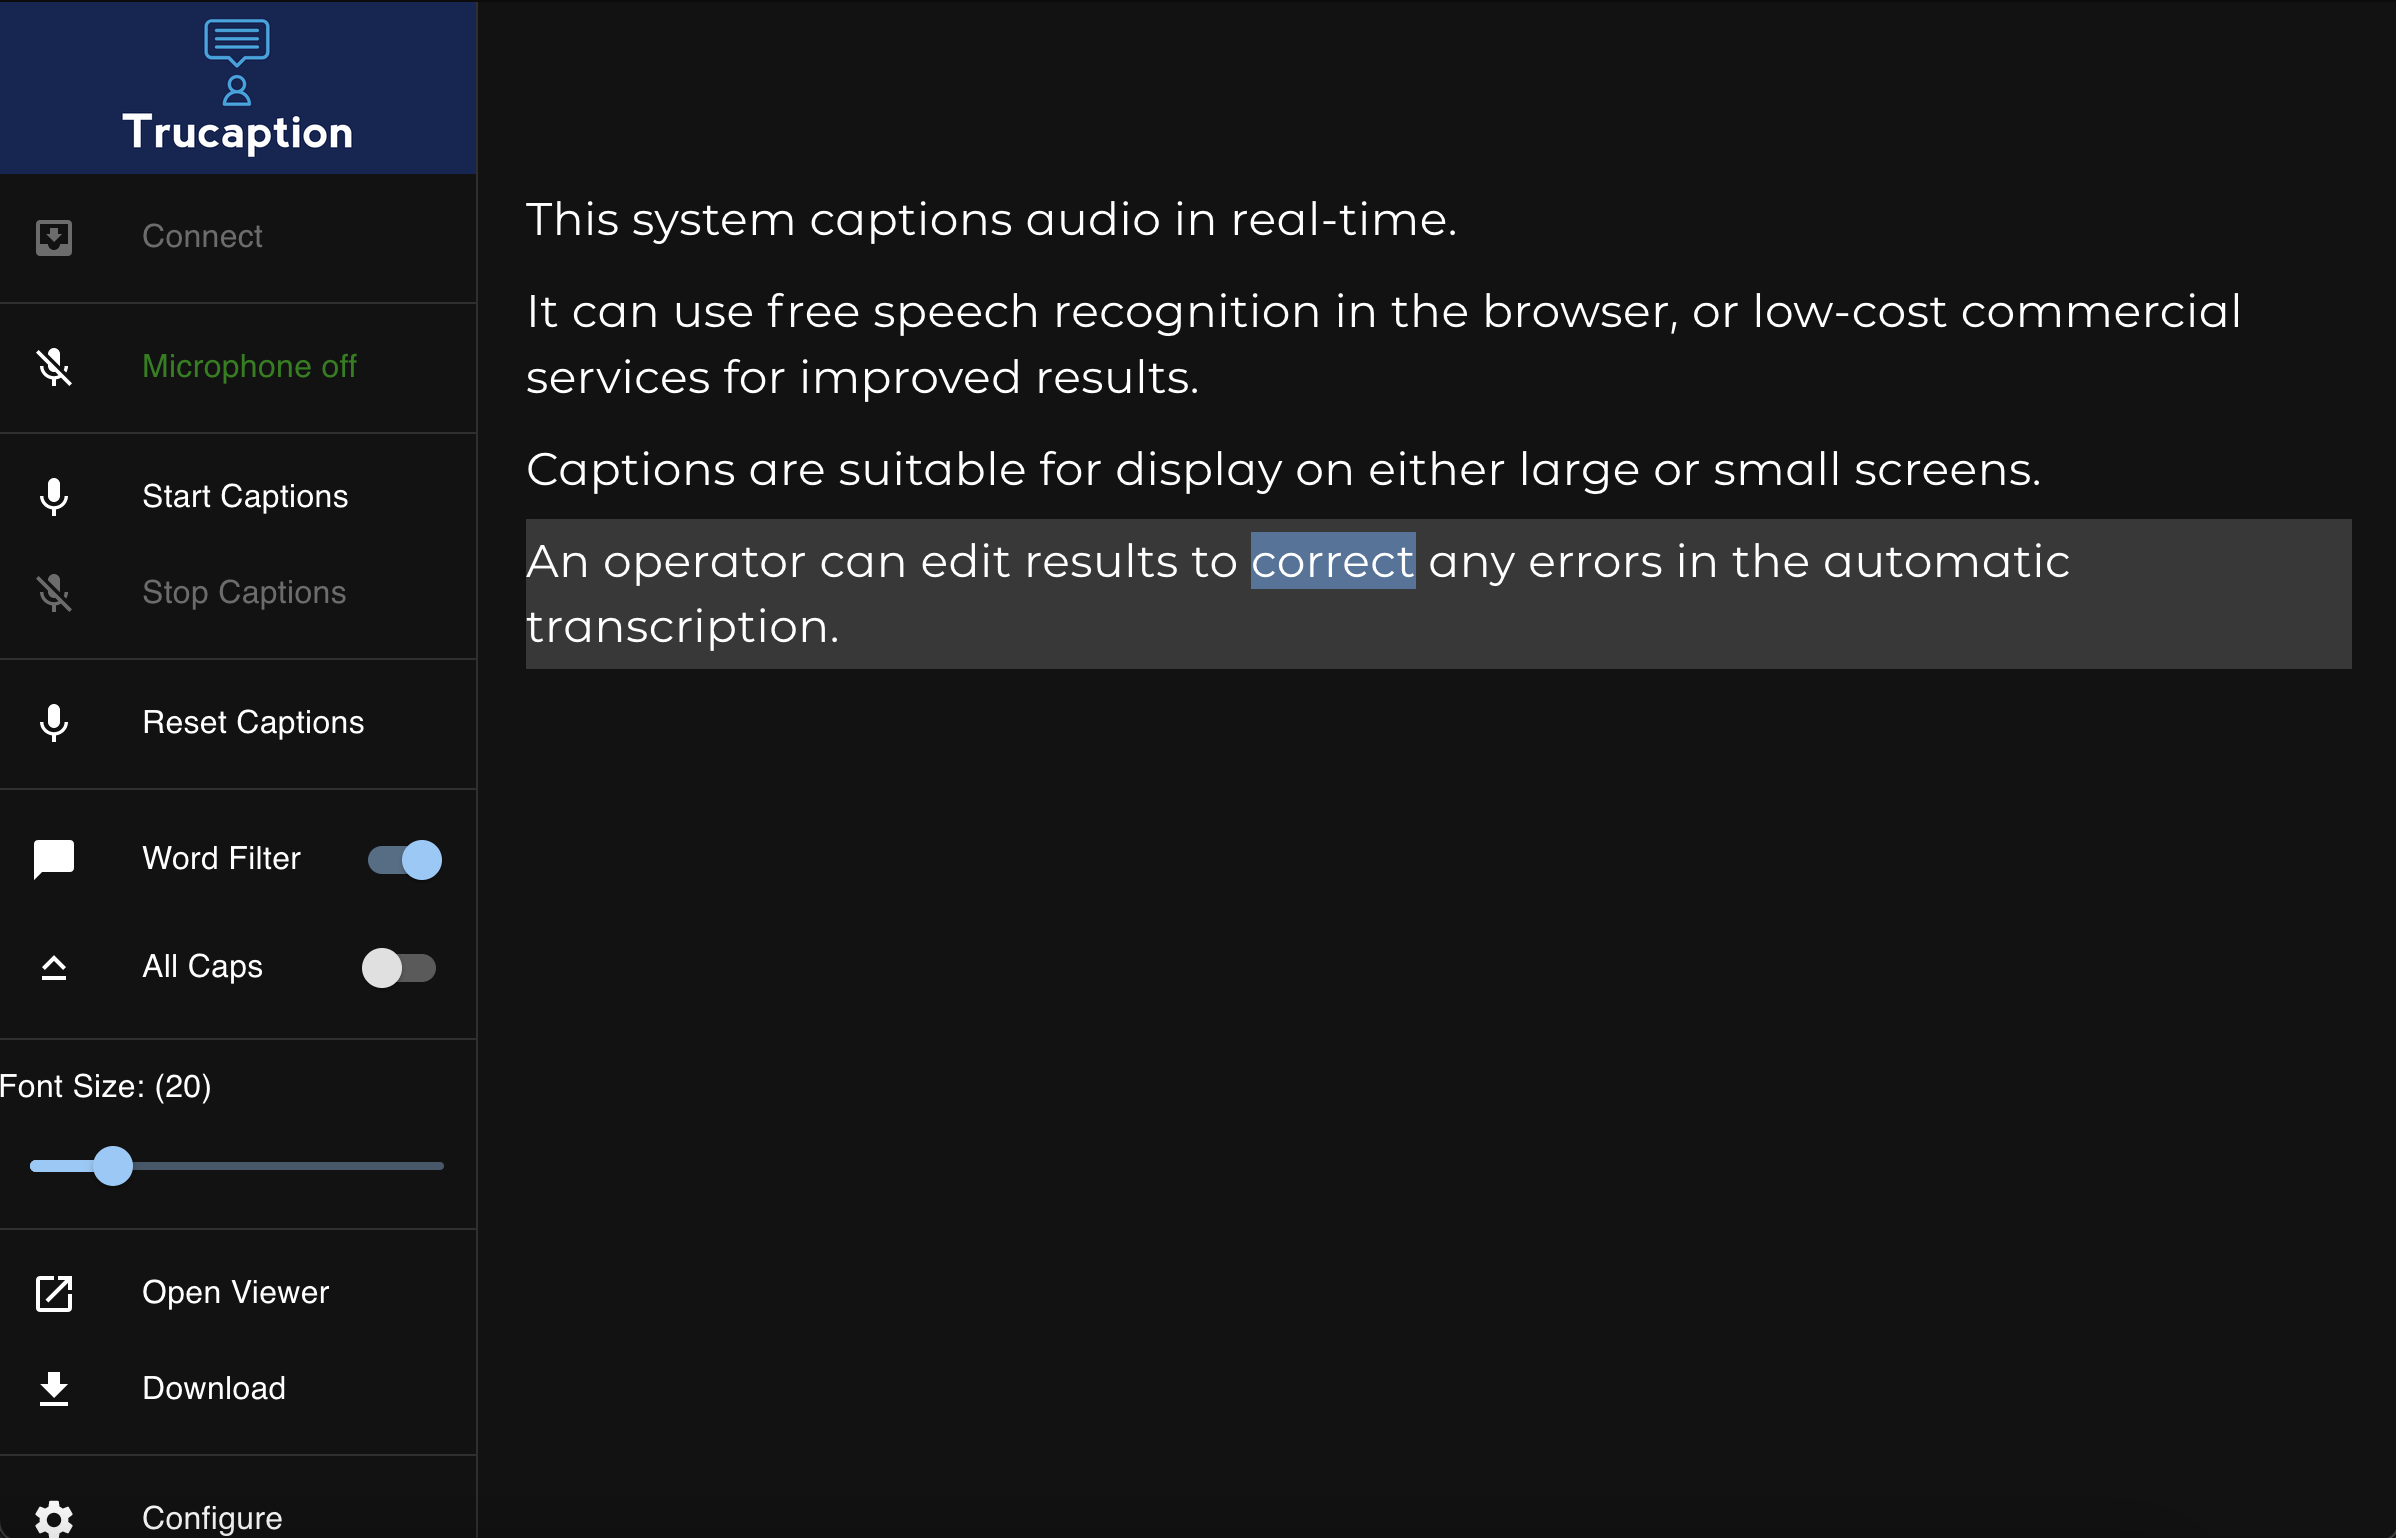 Trucaption
Connect
Microphone off
Start Captions
Stop Captions
Reset Captions
Word Filter
All Caps
Font Size: (20)
Open Viewer
Download
Configure
This system captions audio in real-time.
It can use free speech recognition in the browser, or low-cost commercial
services for improved results.
Captions are suitable for display on either large or small screens.
An operator can edit results to correct any errors in the automatic
transcription.